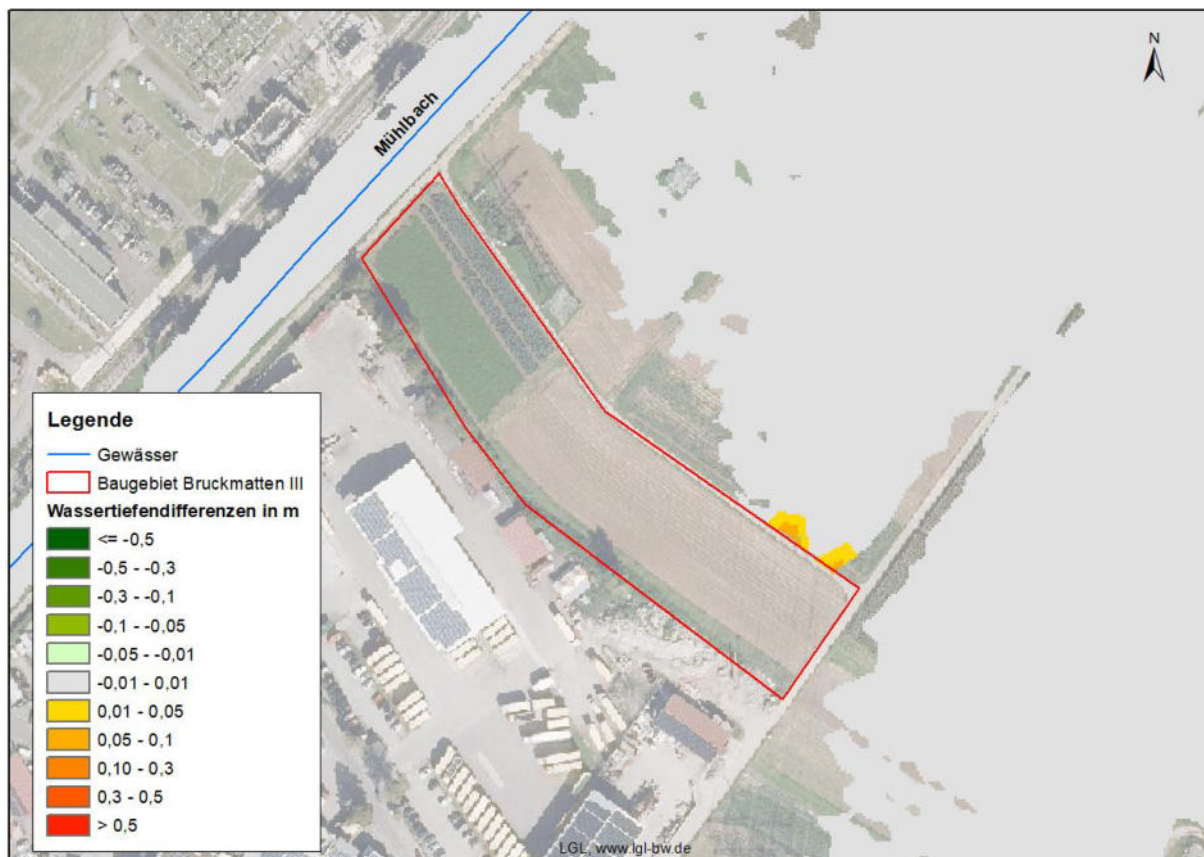 N
Mühlbach
Legende
Gewässer
Baugebiet Bruckmatten III
Wassertiefendifferenzen in m
<= -0,5
-0,5 - -0,3
-0,3 - -0,1
-0,1 - -0,05
-0,05 - -0,01
-0,01 - 0,01
0,01 - 0,05
0,05 - 0,1
0,10 - 0,3
0,3 - 0,5
> 0,5
LGL, www.lgl-bw.de